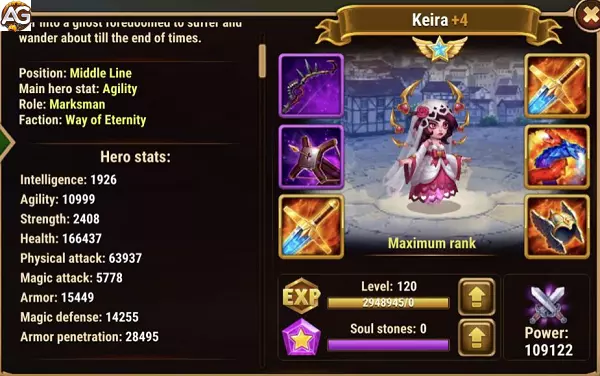 AG
into a ghost foredoomed to suffer and
wander about till the end of times.
Position: Middle Line
Main hero stat: Agility
Role: Marksman
Faction: Way of Eternity
Hero stats:
Intelligence: 1926
Agility: 10999
Strength: 2408
Health: 166437
Physical attack: 63937
Magic attack: 5778
Armor: 15449
Magic defense: 14255
Armor penetration: 28495
Keira +4
Maximum rank
EXP
Level: 120
2948945/0
Soul stones: 0
Power:
109122